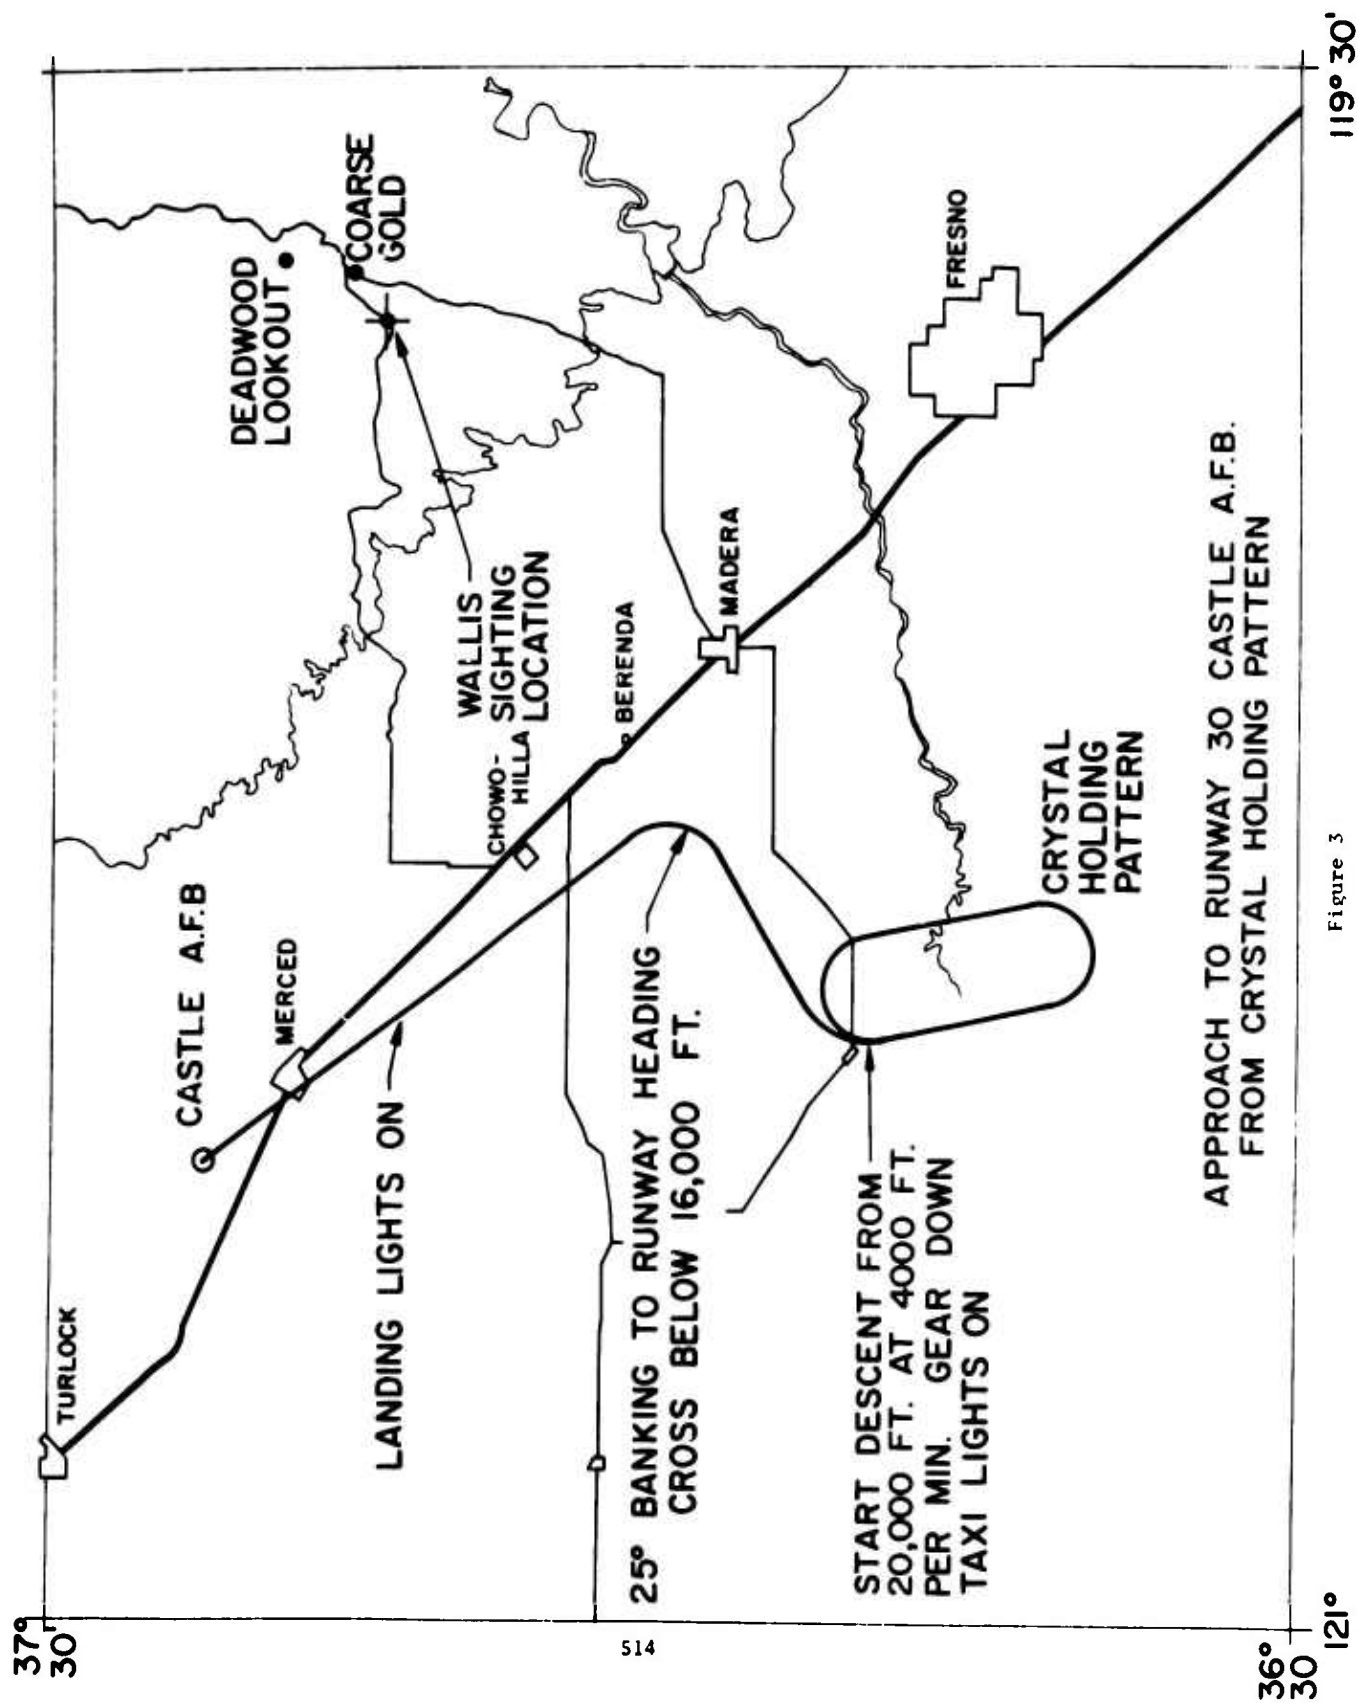 37°
30'
TURLOCK
CASTLE A.F.B
MERCED
DEADWOOD
LOOKOUT
COARSE
GOLD
WALLIS
SIGHTING
LOCATION
CHOWO-
HILLA
BERENDA
MADERA
FRESNO
LANDING LIGHTS ON
25° BANKING TO RUNWAY HEADING
CROSS BELOW 16,000 FT.
START DESCENT FROM
20,000 FT. AT 4000 FT.
PER MIN. GEAR DOWN
TAXI LIGHTS ON
CRYSTAL
HOLDING
PATTERN
APPROACH TO RUNWAY 30 CASTLE A.F.B.
FROM CRYSTAL HOLDING PATTERN
36°
30
121°
119° 30'
Figure 3
514